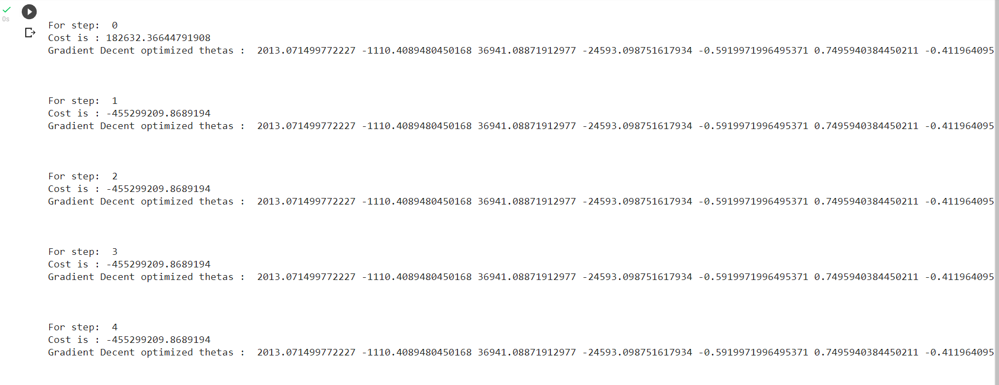 0s
For step:  0
Cost is : 182632.36644791908
Gradient Decent optimized thetas :  2013.071499772227 -1110.4089480450168 36941.08871912977 -24593.098751617934 -0.5919971996495371 0.7495940384450211 -0.411964095
For step:  1
Cost is : -455299209.8689194
Gradient Decent optimized thetas :  2013.071499772227 -1110.4089480450168 36941.08871912977 -24593.098751617934 -0.5919971996495371 0.7495940384450211 -0.411964095
For step:  2
Cost is : -455299209.8689194
Gradient Decent optimized thetas :  2013.071499772227 -1110.4089480450168 36941.08871912977 -24593.098751617934 -0.5919971996495371 0.7495940384450211 -0.411964095
For step:  3
Cost is : -455299209.8689194
Gradient Decent optimized thetas :  2013.071499772227 -1110.4089480450168 36941.08871912977 -24593.098751617934 -0.5919971996495371 0.7495940384450211 -0.411964095
For step:  4
Cost is : -455299209.8689194
Gradient Decent optimized thetas :  2013.071499772227 -1110.4089480450168 36941.08871912977 -24593.098751617934 -0.5919971996495371 0.7495940384450211 -0.411964095